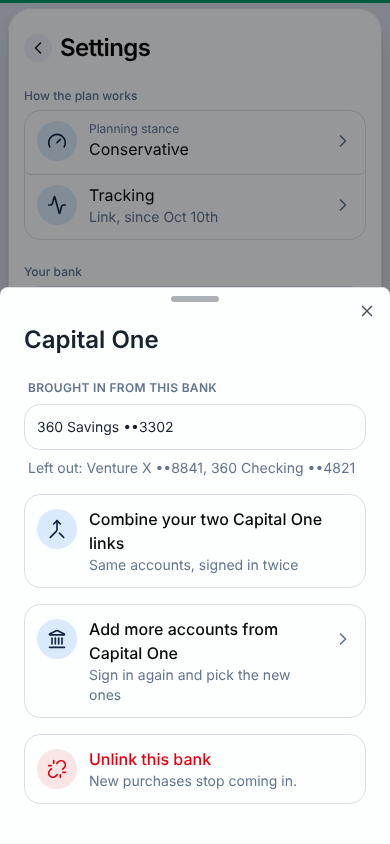 Settings
How the plan works
Planning stance
Conservative
Tracking
Link, since Oct 10th
Your bank
Capital One
BROUGHT IN FROM THIS BANK
360 Savings ••3302
Left out: Venture X ••8841, 360 Checking ••4821
Combine your two Capital One
links
Same accounts, signed in twice
Add more accounts from
Capital One
Sign in again and pick the new
ones
Unlink this bank
New purchases stop coming in.